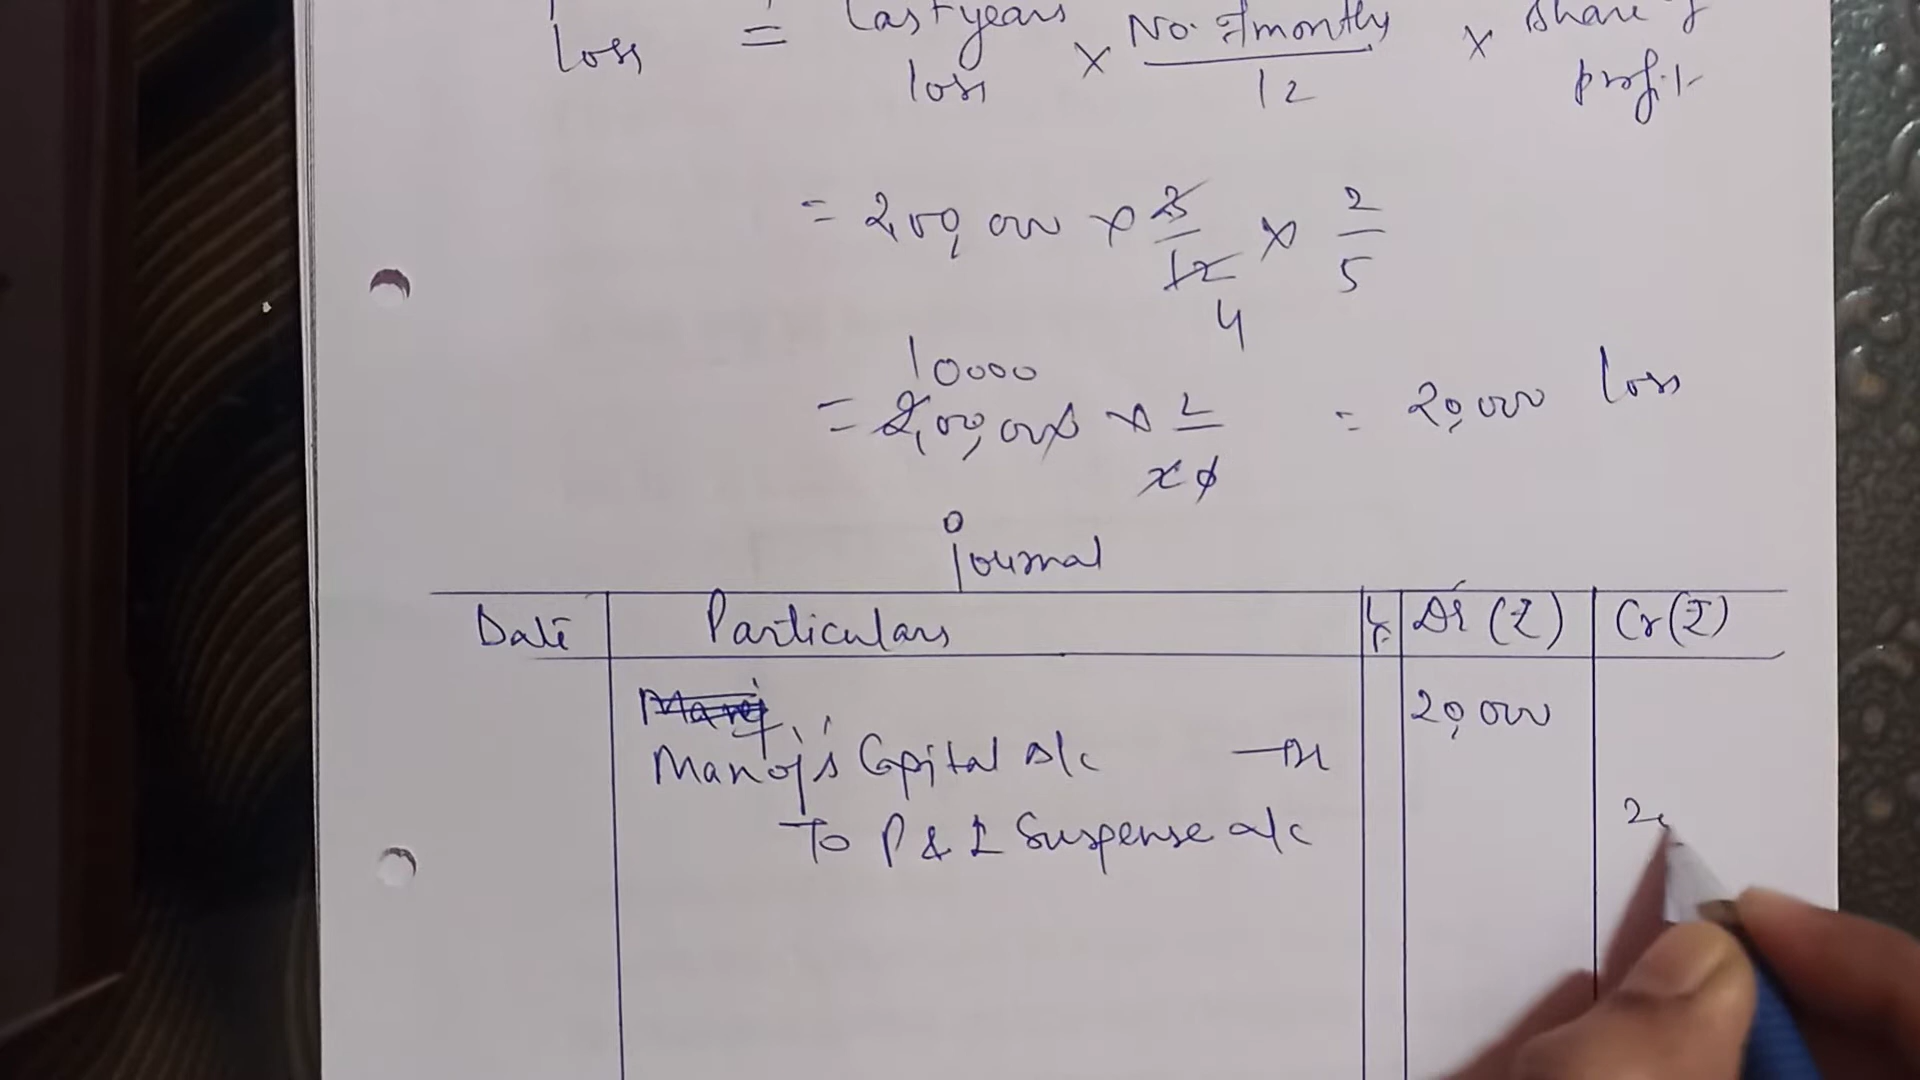 loss = Last years loss × No. of months / 12 × Share of profit
= 2,00,000 × 3/12 4 × 2/5
10000
= 2,00,000 × 2/20 = 20,000 loss
Journal
Date Particulars L.F. Dr (₹) Cr (₹)
Manoj
20,000
Manoj's Capital A/c —Dr
To P & L Suspense a/c 20